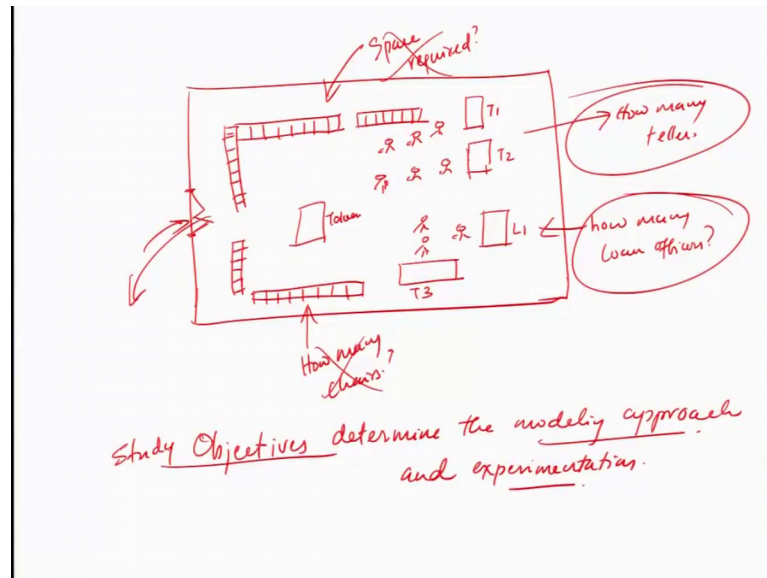 Space
required?
T1
How many
tellers
T2
Token
L1
how many
loan officers?
T3
How many
chairs?
Study Objectives determine the modeling approach
and experimentation.